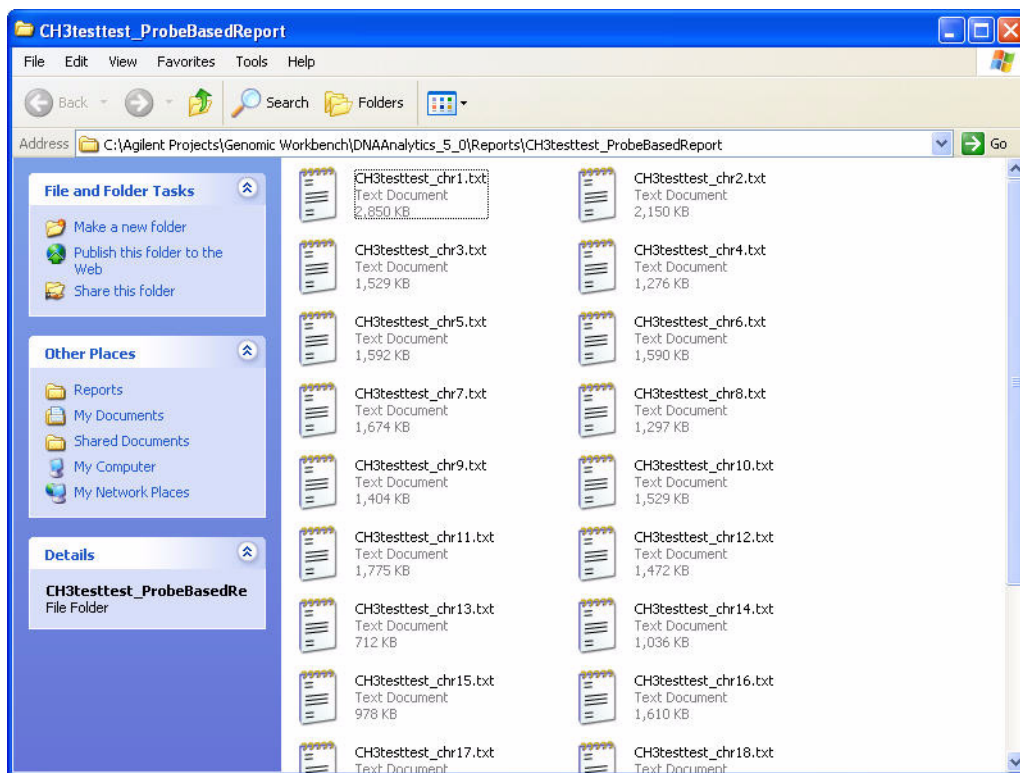 CH3testtest_ProbeBasedReport
File Edit View Favorites Tools Help
Back Search Folders
Address C:\Agilent Projects\Genomic Workbench\DNAAnalytics_5_0\Reports\CH3testtest_ProbeBasedReport Go
File and Folder Tasks
Make a new folder
Publish this folder to the
Web
Share this folder
Other Places
Reports
My Documents
Shared Documents
My Computer
My Network Places
Details
CH3testtest_ProbeBasedRe
File Folder
CH3testtest_chr1.txt
Text Document
2,850 KB
CH3testtest_chr2.txt
Text Document
2,150 KB
CH3testtest_chr3.txt
Text Document
1,529 KB
CH3testtest_chr4.txt
Text Document
1,276 KB
CH3testtest_chr5.txt
Text Document
1,592 KB
CH3testtest_chr6.txt
Text Document
1,590 KB
CH3testtest_chr7.txt
Text Document
1,674 KB
CH3testtest_chr8.txt
Text Document
1,297 KB
CH3testtest_chr9.txt
Text Document
1,404 KB
CH3testtest_chr10.txt
Text Document
1,529 KB
CH3testtest_chr11.txt
Text Document
1,775 KB
CH3testtest_chr12.txt
Text Document
1,472 KB
CH3testtest_chr13.txt
Text Document
712 KB
CH3testtest_chr14.txt
Text Document
1,036 KB
CH3testtest_chr15.txt
Text Document
978 KB
CH3testtest_chr16.txt
Text Document
1,610 KB
CH3testtest_chr17.txt
Text Document
CH3testtest_chr18.txt
Text Document